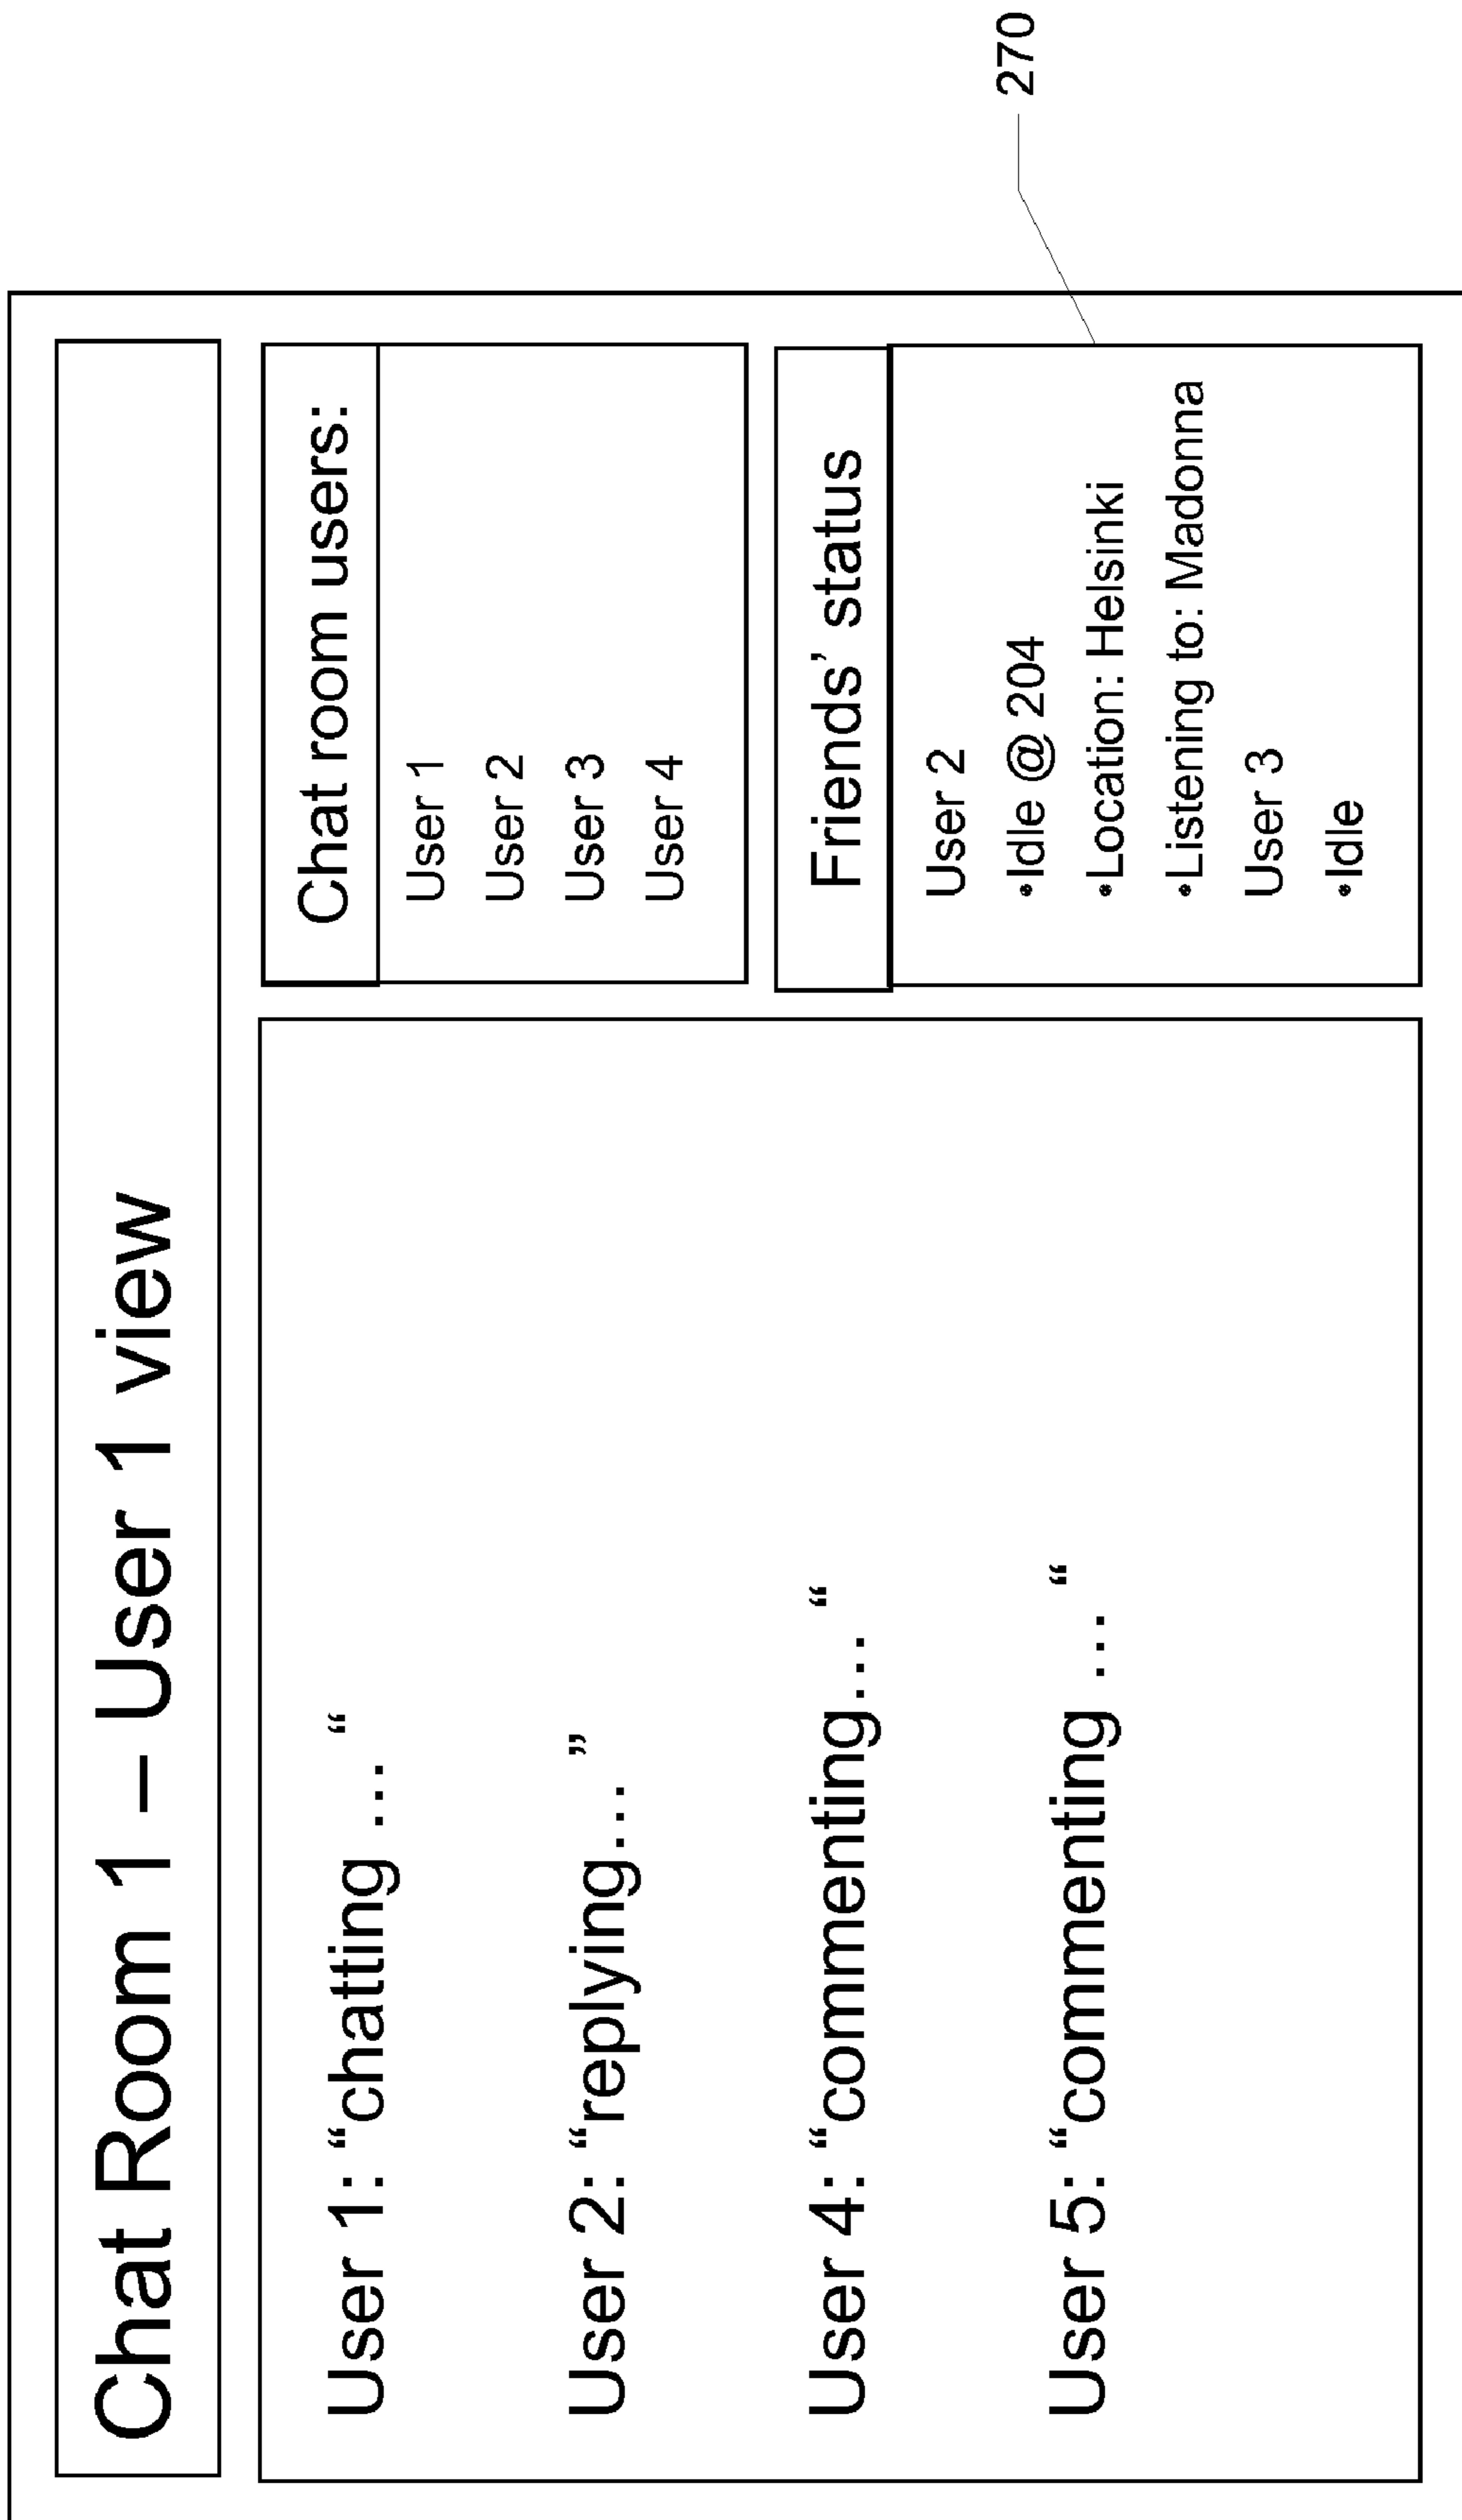 Chat Room 1 – User 1 view
User 1: “chatting ... “
User 2: “replying... ”
User 4: “commenting... “
User 5: “commenting ... “
Chat room users:
User 1
User 2
User 3
User 4
Friends’ status
User 2
•Idle @ 204
•Location: Helsinki
•Listening to: Madonna
User 3
•Idle
270